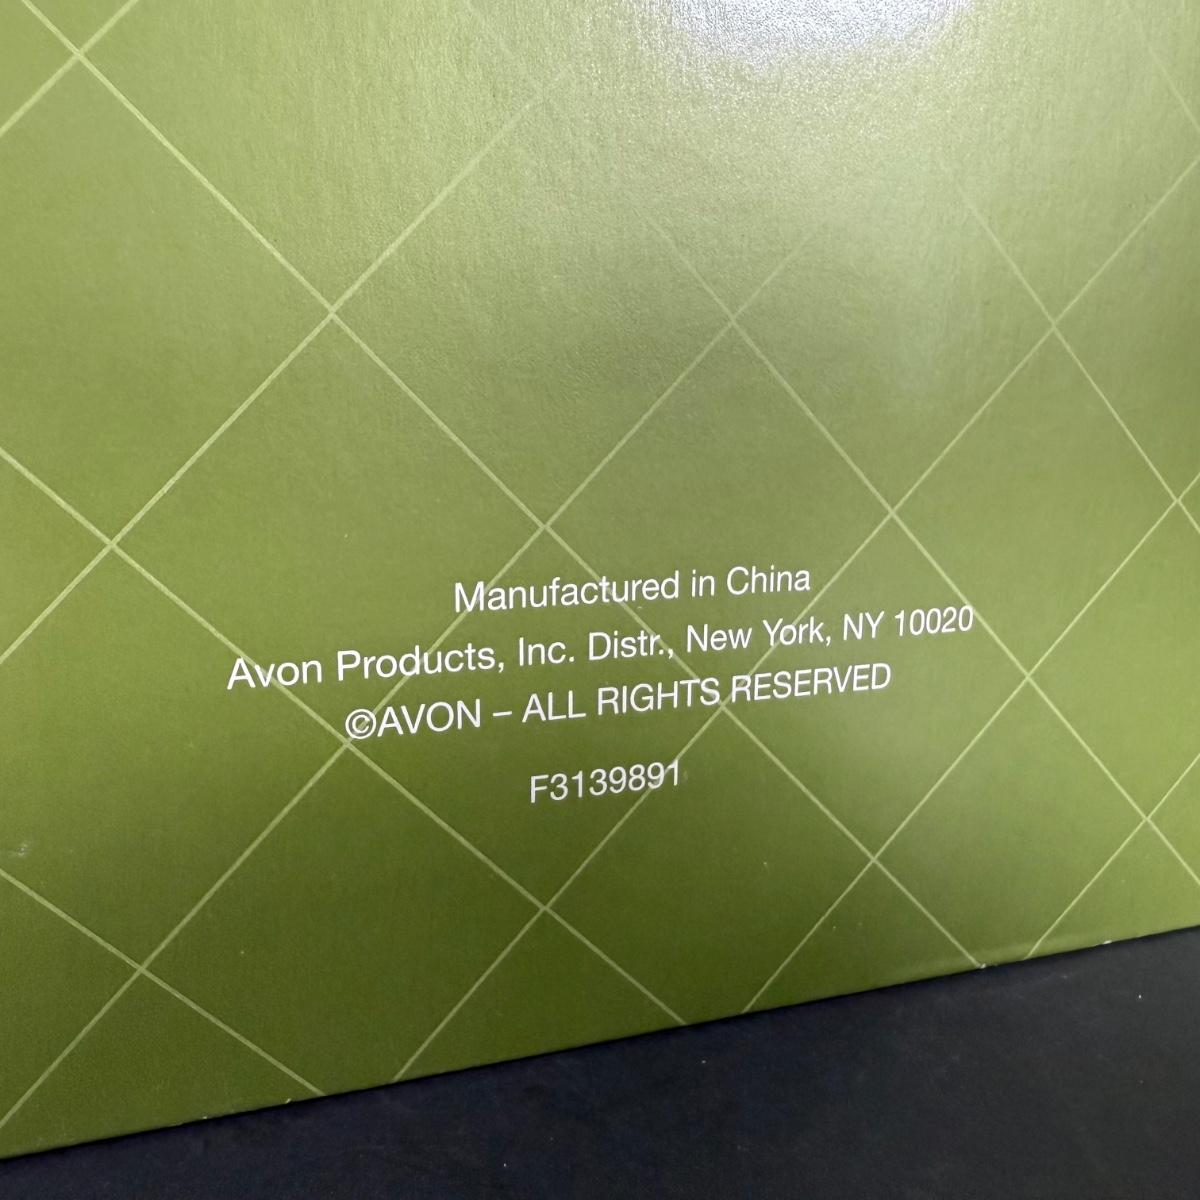 Manufactured in China
Avon Products, Inc. Distr., New York, NY 10020
©AVON – ALL RIGHTS RESERVED
F3139891